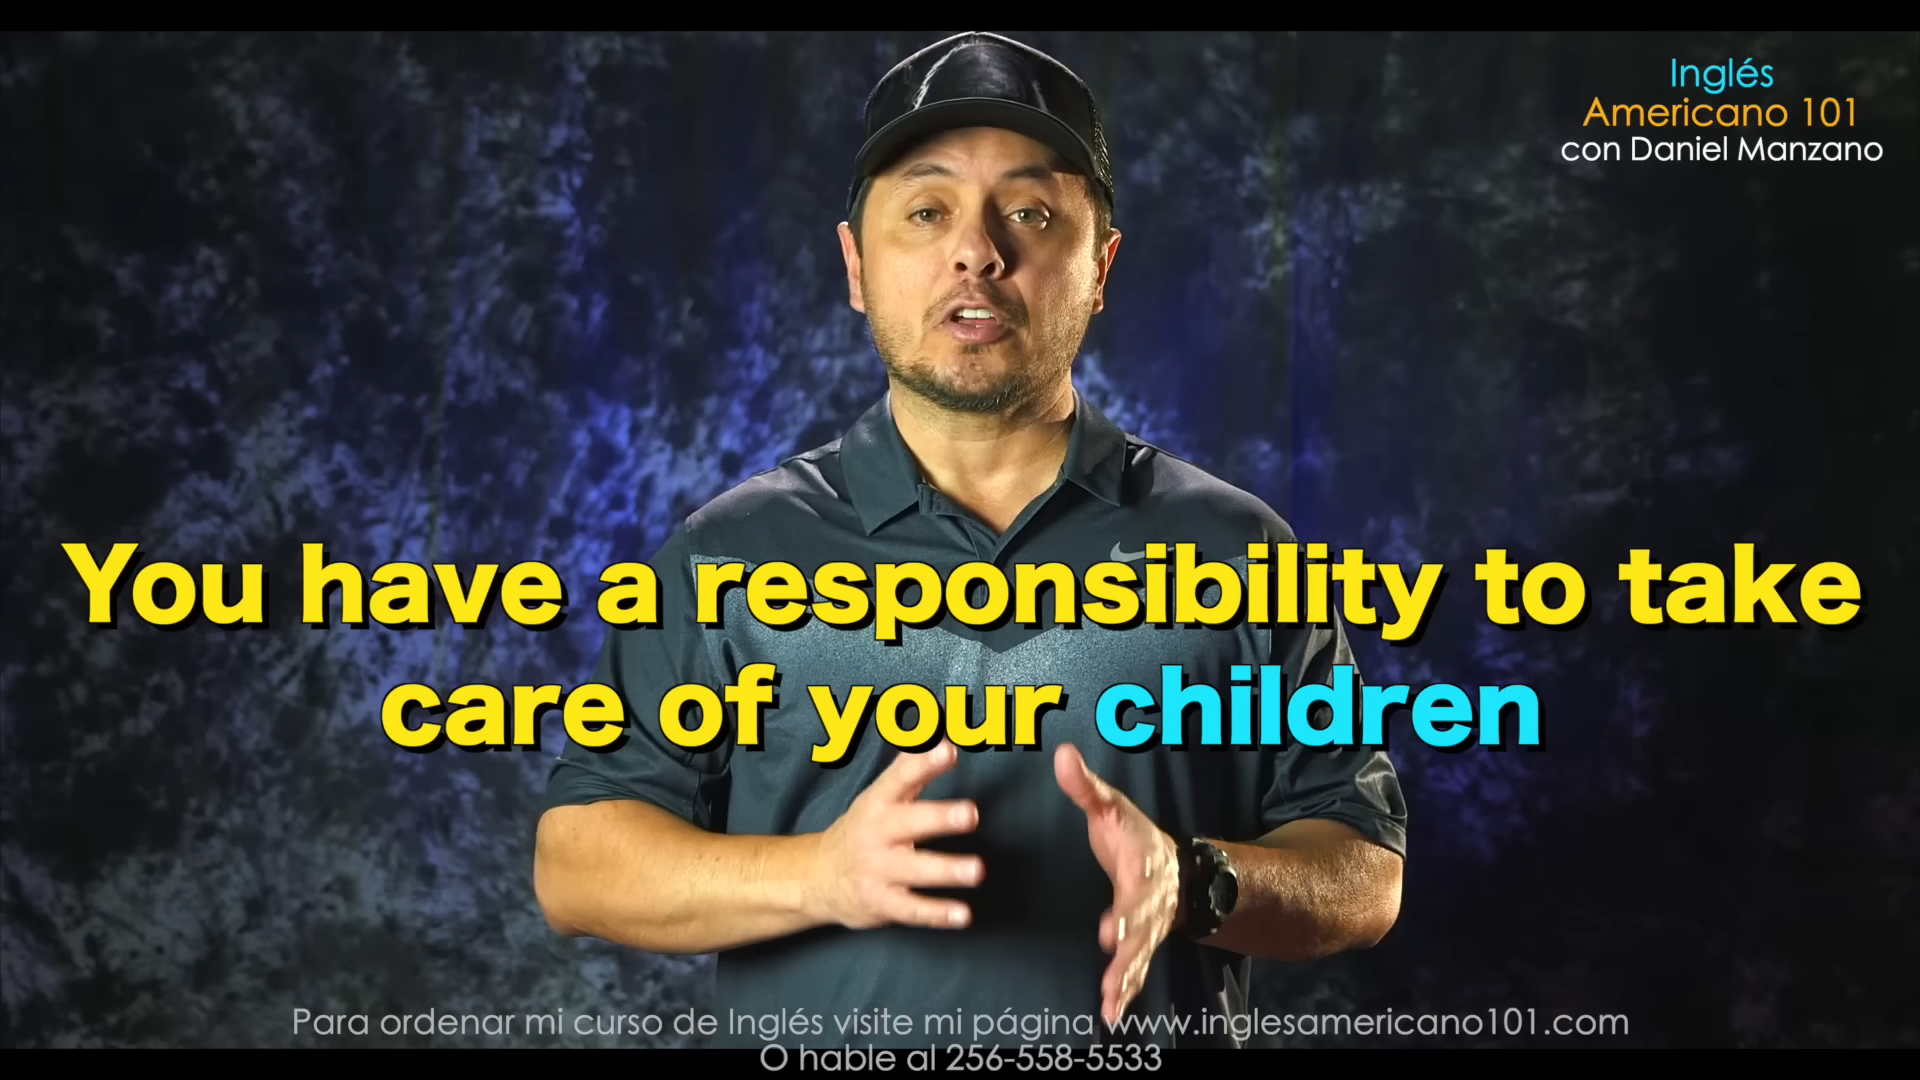 Inglés
Americano 101
con Daniel Manzano
You have a responsibility to take
care of your children
Para ordenar mi curso de Inglés visite mi página www.inglesamericano101.com
O hable al 256-558-5533